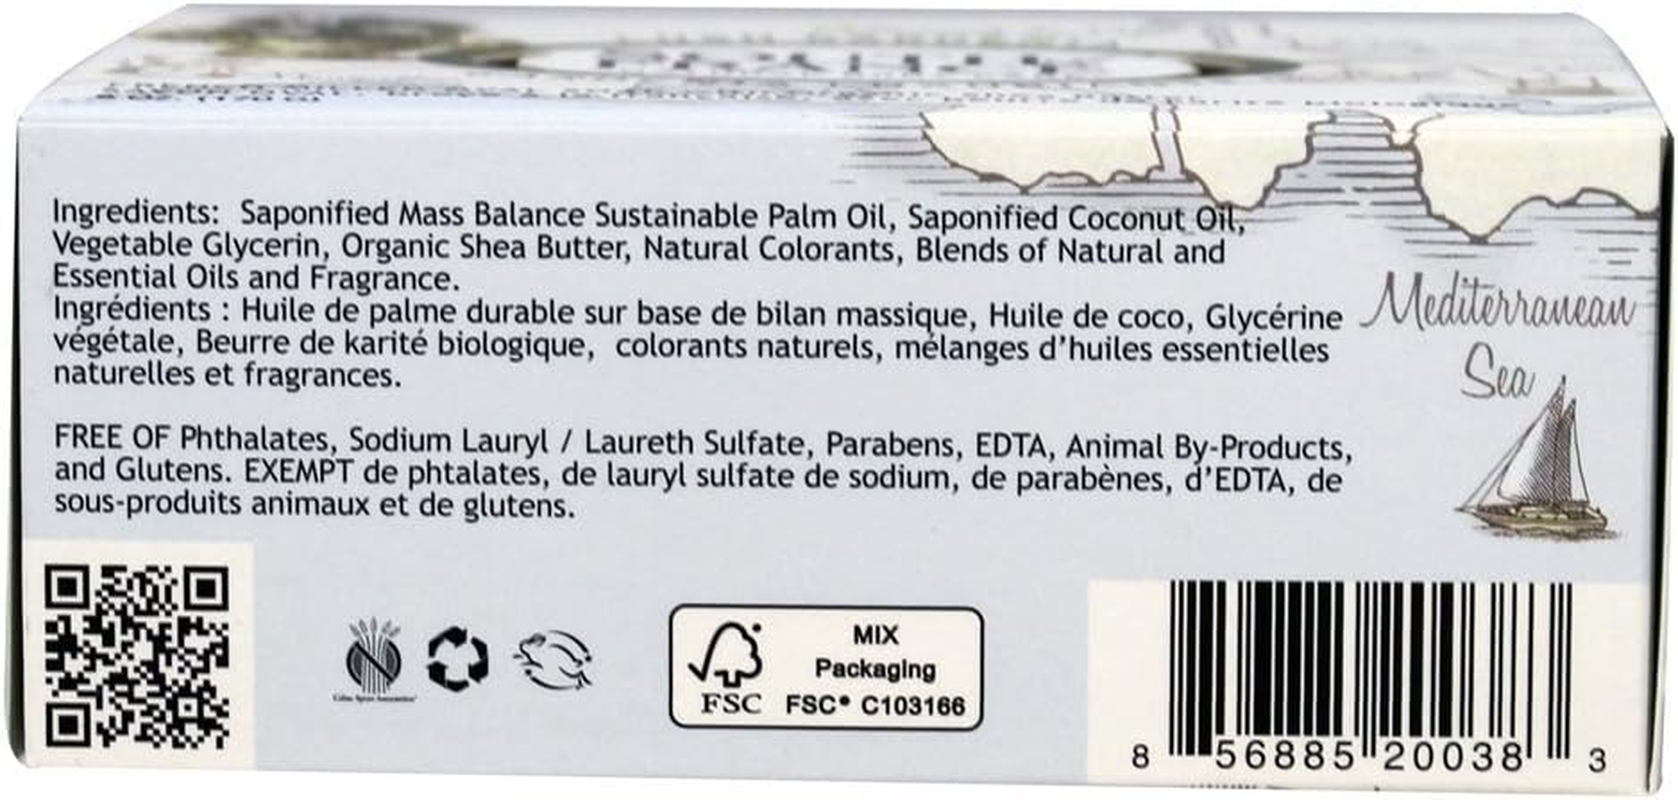 6 OZ. (170 G)
Ingredients: Saponified Mass Balance Sustainable Palm Oil, Saponified Coconut Oil,
Vegetable Glycerin, Organic Shea Butter, Natural Colorants, Blends of Natural and
Essential Oils and Fragrance.
Ingrédients : Huile de palme durable sur base de bilan massique, Huile de coco, Glycérine
végétale, Beurre de karité biologique, colorants naturels, mélanges d'huiles essentielles
naturelles et fragrances.
Mediterranean
Sea
FREE OF Phthalates, Sodium Lauryl / Laureth Sulfate, Parabens, EDTA, Animal By-Products,
and Glutens. EXEMPT de phtalates, de lauryl sulfate de sodium, de parabènes, d'EDTA, de
sous-produits animaux et de glutens.
MIX
Packaging
FSC FSC® C103166
8 56885 20038 3